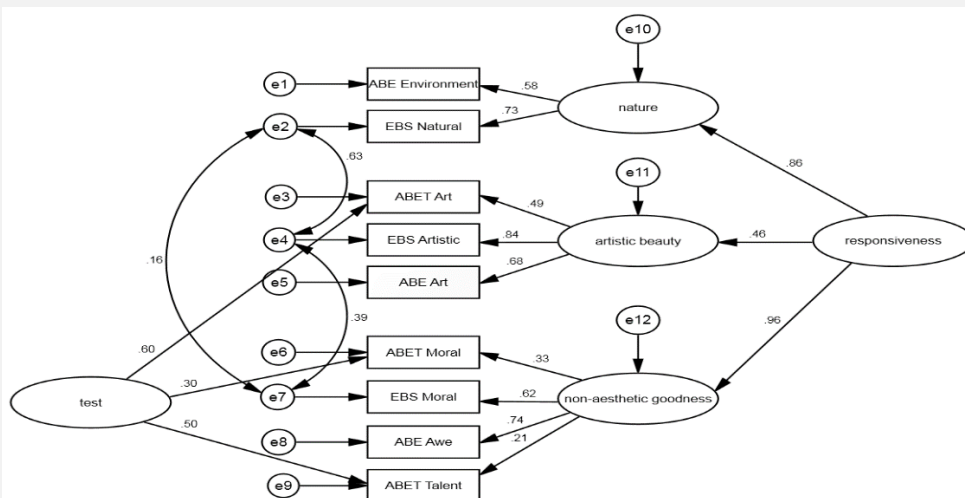 e10
e1
ABE Environment
.58
nature
e2
EBS Natural
.73
.63
.86
e3
ABET Art
.49
e11
e4
EBS Artistic
.84
artistic beauty
.46
responsiveness
.16
e5
ABE Art
.68
.39
.96
e12
e6
ABET Moral
.33
.60
.30
test
e7
EBS Moral
.62
non-aesthetic goodness
.50
e8
ABE Awe
.74
.21
e9
ABET Talent